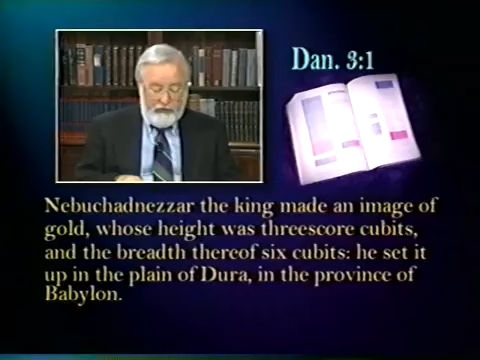 Dan. 3:1
Nebuchadnezzar the king made an image of
gold, whose height was threescore cubits,
and the breadth thereof six cubits: he set it
up in the plain of Dura, in the province of
Babylon.